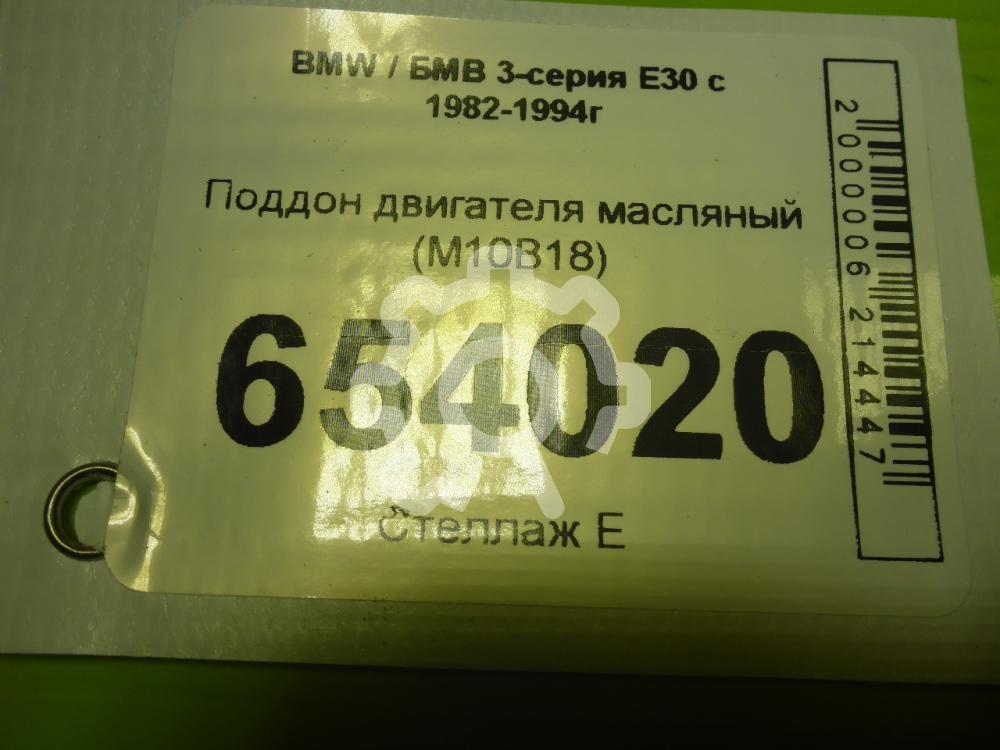 BMW / БМВ 3-серия E30 с
1982-1994г
Поддон двигателя масляный
(M10B18)
654020
Стеллаж Е
2000006214447